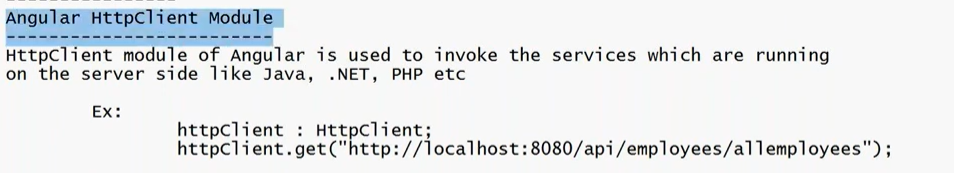 Angular HttpClient Module
-------------------------
HttpClient module of Angular is used to invoke the services which are running
on the server side like Java, .NET, PHP etc
Ex:
httpClient : HttpClient;
httpClient.get("http://localhost:8080/api/employees/allemployees");